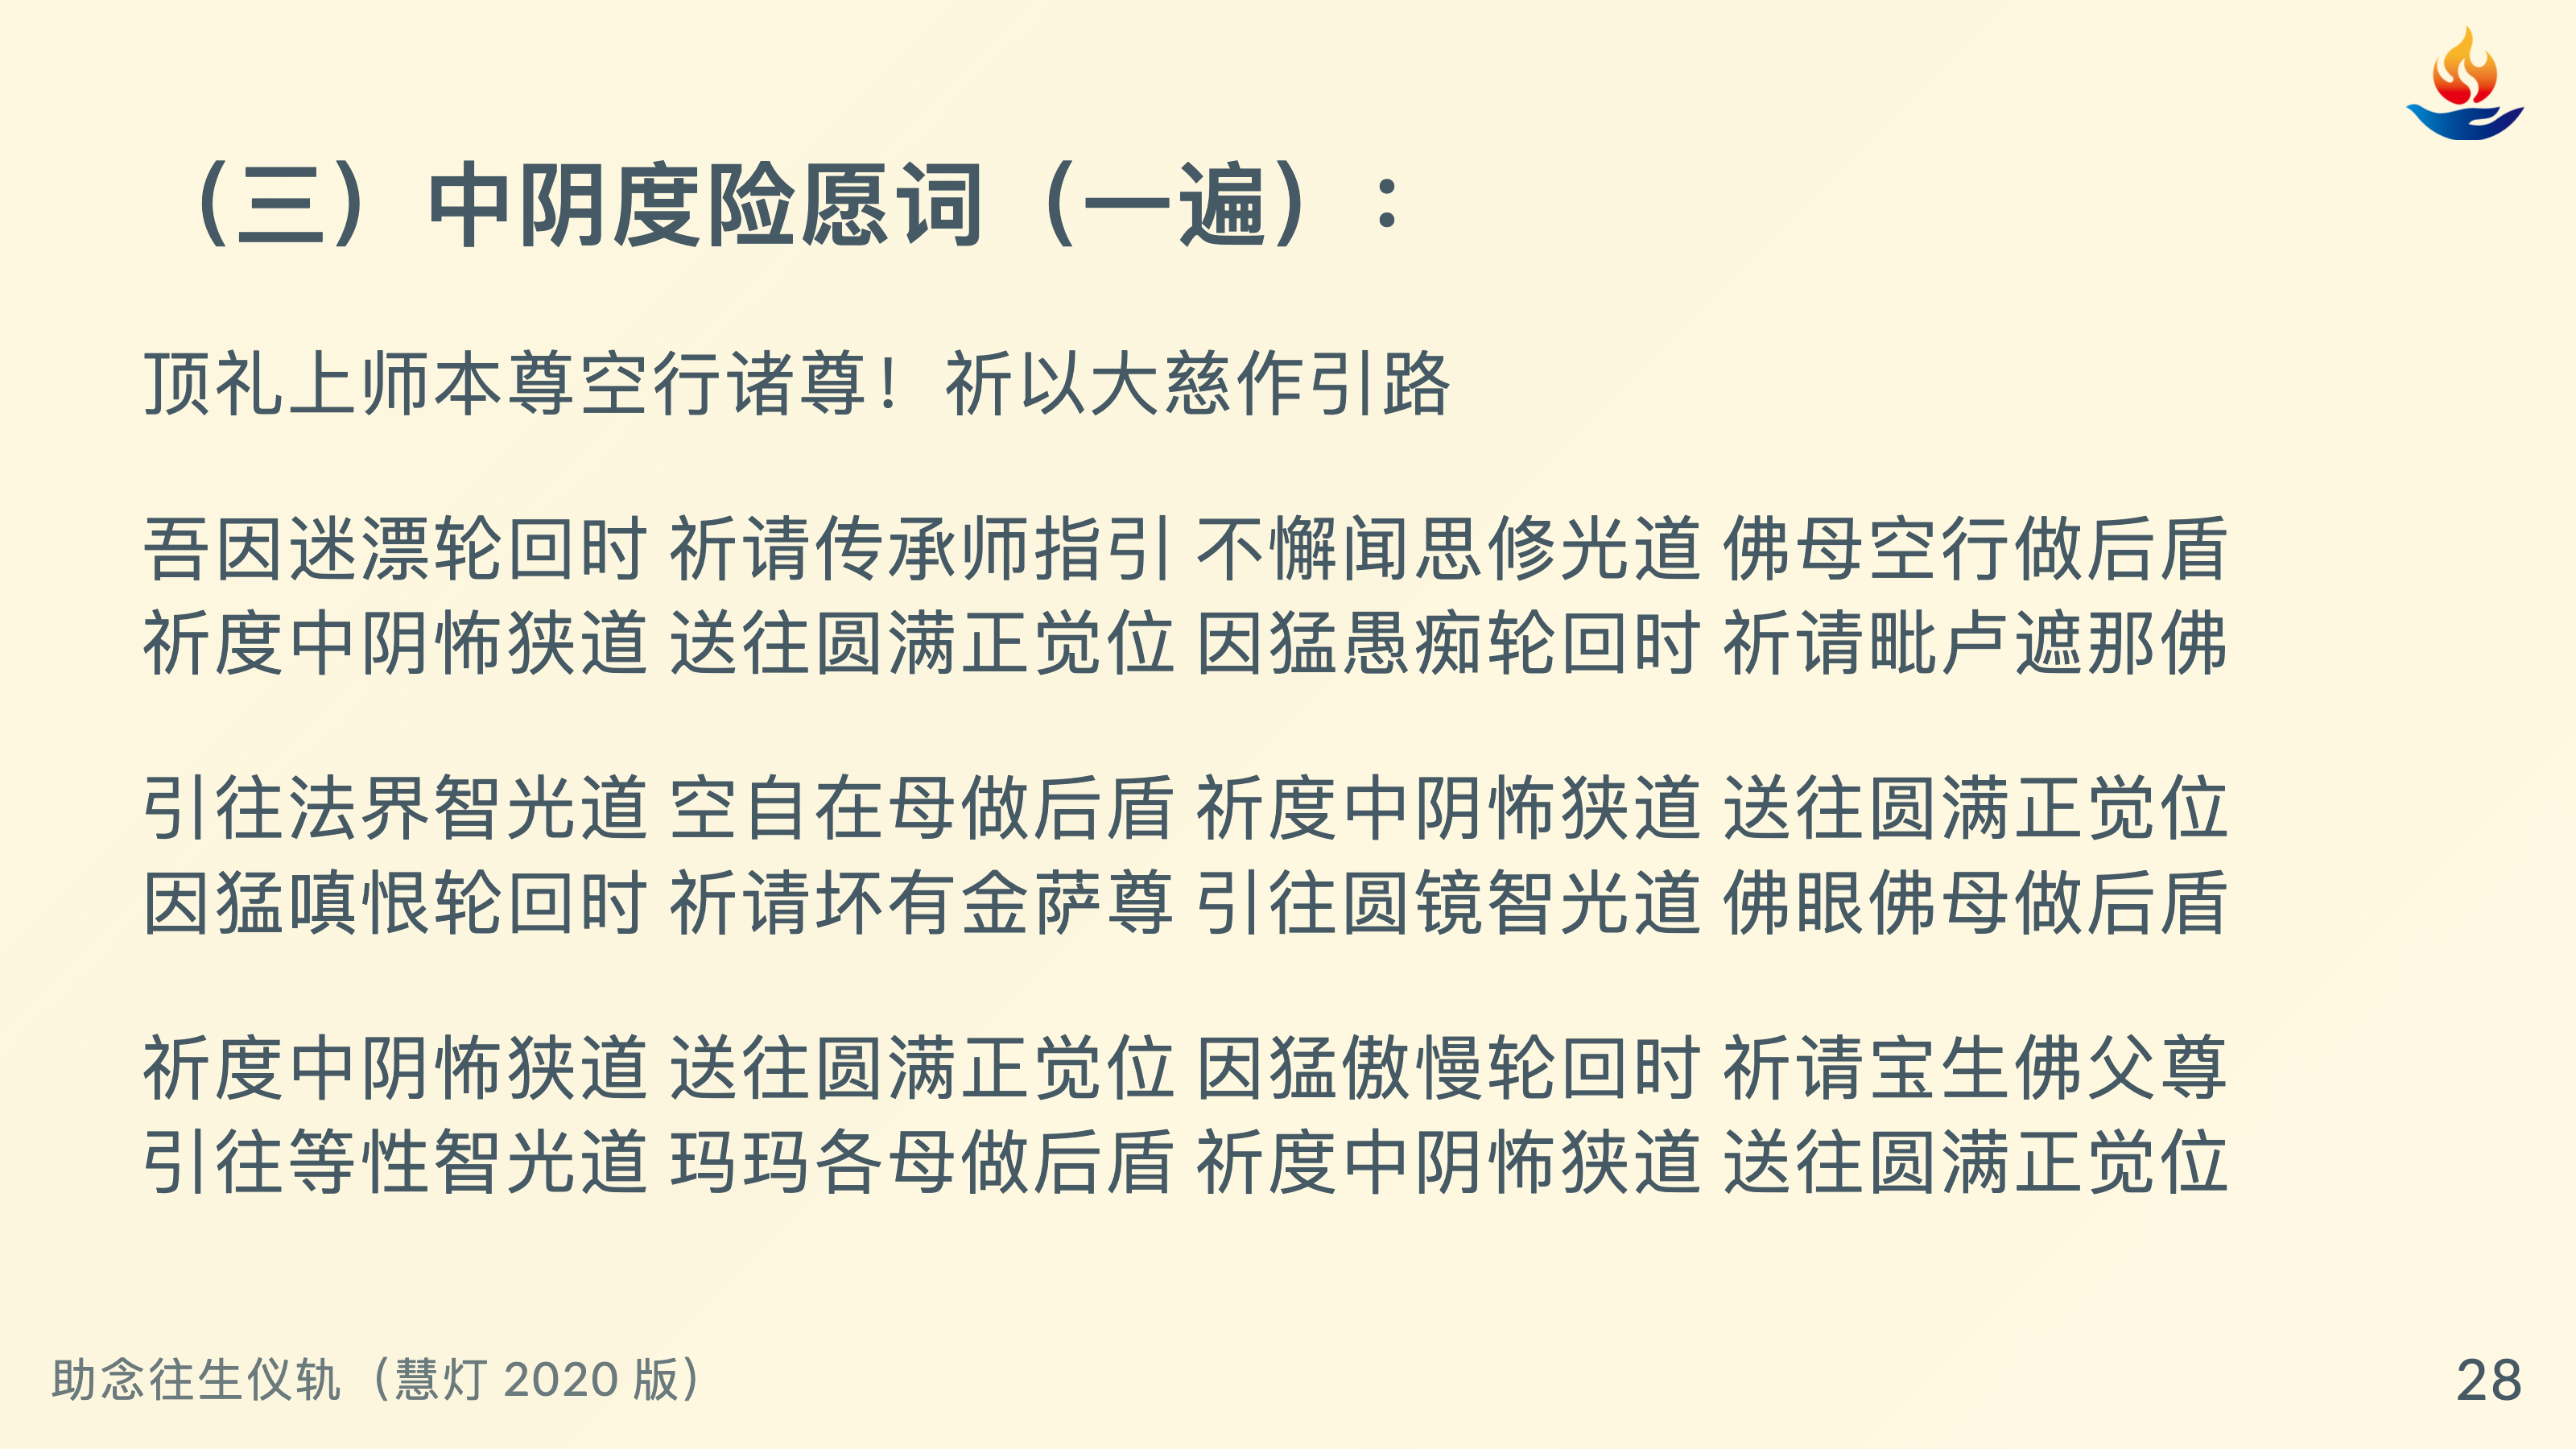 （三）中阴度险愿词（一遍）：
顶礼上师本尊空行诸尊！祈以大慈作引路
吾因迷漂轮回时 祈请传承师指引 不懈闻思修光道 佛母空行做后盾
祈度中阴怖狭道 送往圆满正觉位 因猛愚痴轮回时 祈请毗卢遮那佛
引往法界智光道 空自在母做后盾 祈度中阴怖狭道 送往圆满正觉位
因猛嗔恨轮回时 祈请坏有金萨尊 引往圆镜智光道 佛眼佛母做后盾
祈度中阴怖狭道 送往圆满正觉位 因猛傲慢轮回时 祈请宝生佛父尊
引往等性智光道 玛玛各母做后盾 祈度中阴怖狭道 送往圆满正觉位
助念往生仪轨（慧灯 2020 版）
28